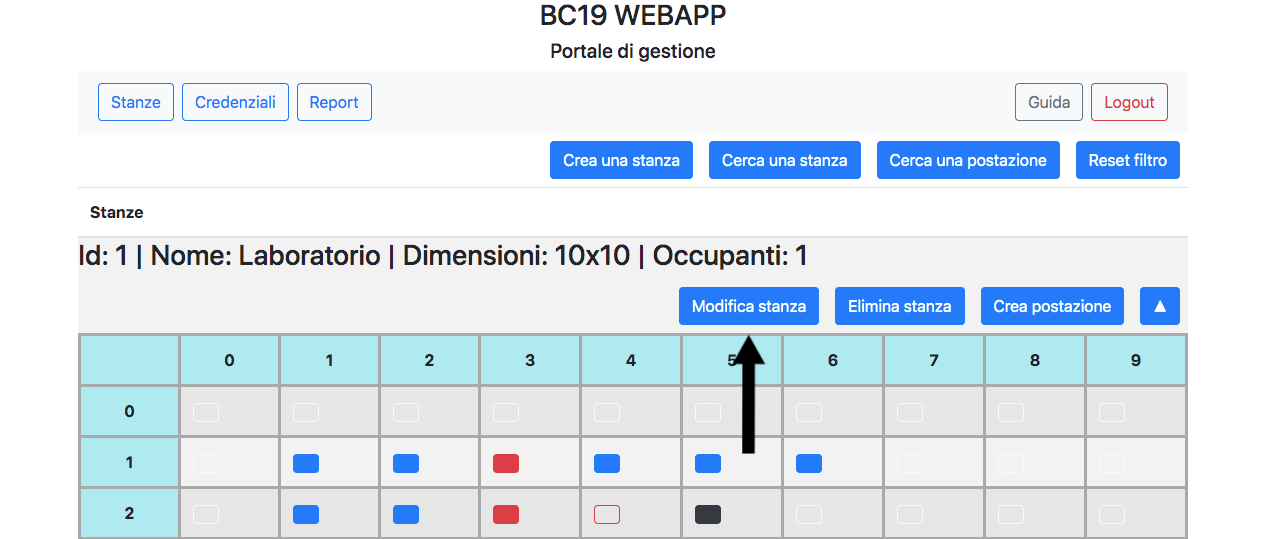 BC19 WEBAPP
Portale di gestione
Stanze Credenziali Report Guida Logout
Crea una stanza Cerca una stanza Cerca una postazione Reset filtro
Stanze
Id: 1 | Nome: Laboratorio | Dimensioni: 10x10 | Occupanti: 1
Modifica stanza Elimina stanza Crea postazione ▲
0 1 2 3 4 5 6 7 8 9
0
1
2